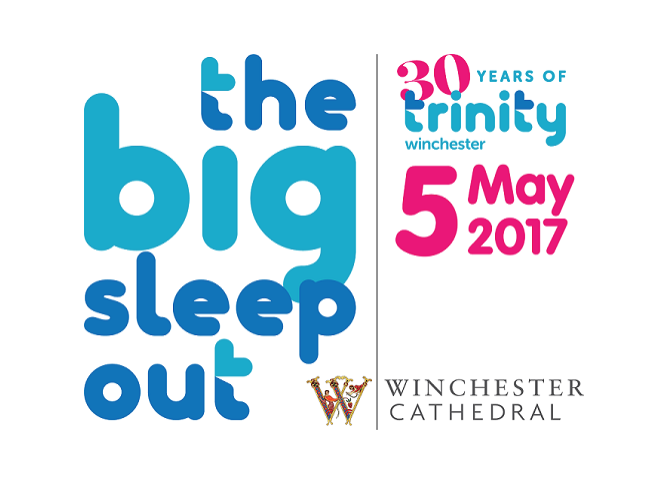 the
big
sleep
out
30 YEARS OF
trinity
winchester
5 May
2017
W WINCHESTER
CATHEDRAL